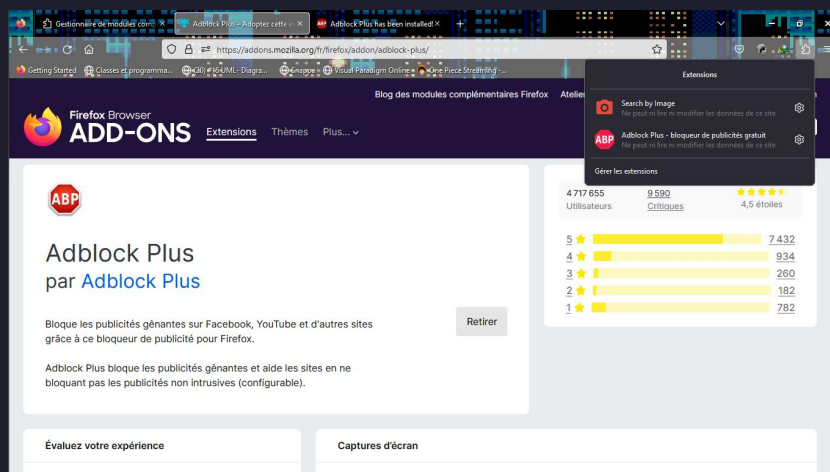 Gestionnaire de modules com
Adblock Plus – Adoptez cette e
Adblock Plus has been installed!
https://addons.mozilla.org/fr/firefox/addon/adblock-plus/
Getting Started
Classes et programma...
(20) #15 UML- Diagra...
Snappa
Visual Paradigm Online
One Piece Streaming -...
Extensions
Search by Image
Ne peut ni lire ni modifier les données de ce site
ABP
Adblock Plus - bloqueur de publicités gratuit
Ne peut ni lire ni modifier les données de ce site
Gérer les extensions
Blog des modules complémentaires Firefox
Atelier
Firefox Browser
ADD-ONS
Extensions
Thèmes
Plus...
ABP
Adblock Plus
par Adblock Plus
Bloque les publicités gênantes sur Facebook, YouTube et d'autres sites
grâce à ce bloqueur de publicité pour Firefox.
Adblock Plus bloque les publicités gênantes et aide les sites en ne
bloquant pas les publicités non intrusives (configurable).
Retirer
4 717 655
Utilisateurs
9 590
Critiques
4,5 étoiles
5 7 432
4 934
3 260
2 182
1 782
Évaluez votre expérience
Captures d'écran